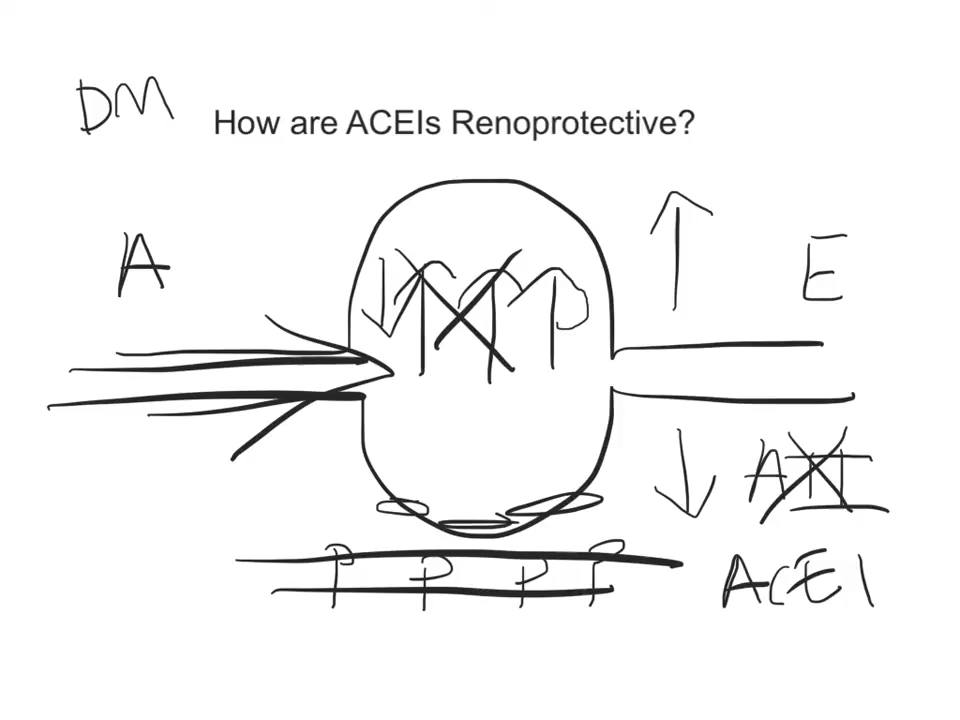 DM
How are ACEIs Renoprotective?
A
E
↓ ↑ ↑ ↑ P
↑
↓ AII
P P P P
ACEI